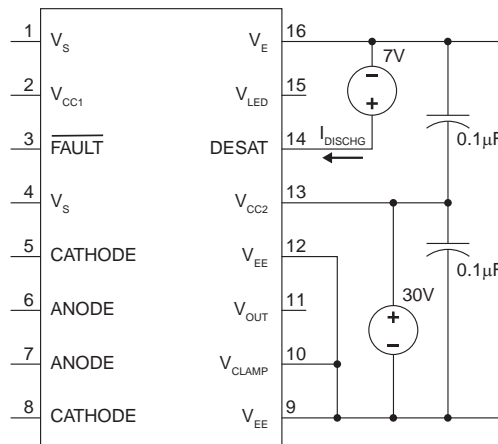 1 V_S V_E 16
7V
2 V_CC1 V_LED 15
3 FAULT DESAT 14 I_DISCHG
0.1µF
4 V_S V_CC2 13
5 CATHODE V_EE 12
0.1µF
6 ANODE V_OUT 11
30V
7 ANODE V_CLAMP 10
8 CATHODE V_EE 9